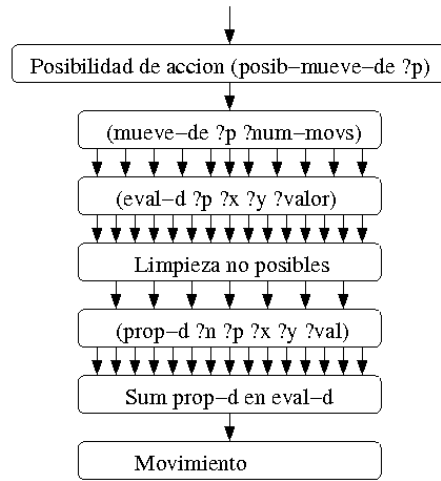 Posibilidad de accion (posib−mueve−de ?p)
(mueve−de ?p ?num−movs)
(eval−d ?p ?x ?y ?valor)
Limpieza no posibles
(prop−d ?n ?p ?x ?y ?val)
Sum prop−d en eval−d
Movimiento